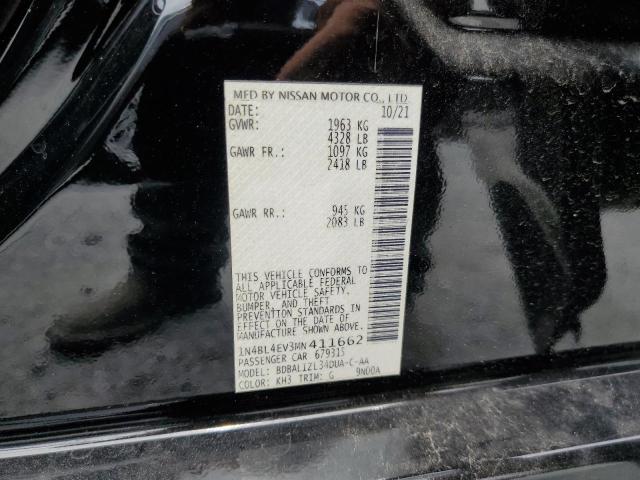 MFD BY NISSAN MOTOR CO., LTD.
DATE: 10/21
GVWR: 1963 KG
4328 LB
GAWR FR.: 1097 KG
2418 LB
GAWR RR.: 945 KG
2083 LB
THIS VEHICLE CONFORMS TO
ALL APPLICABLE FEDERAL
MOTOR VEHICLE SAFETY,
BUMPER, AND THEFT
PREVENTION STANDARDS IN
EFFECT ON THE DATE OF
MANUFACTURE SHOWN ABOVE.
1N4BL4EV3MN411662
PASSENGER CAR 679315
MODEL: BDBALIZL34DUA-C-AA
COLOR: KH3 TRIM: G 9N00A